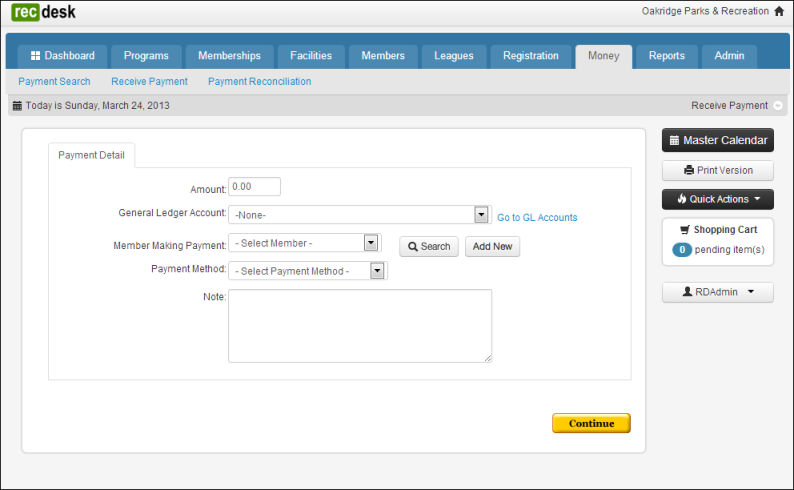 recdesk
Oakridge Parks & Recreation
Dashboard Programs Memberships Facilities Members Leagues Registration Money Reports Admin
Payment Search Receive Payment Payment Reconciliation
Today is Sunday, March 24, 2013 Receive Payment
Payment Detail
Amount: 0.00
General Ledger Account: -None- Go to GL Accounts
Member Making Payment: - Select Member - Search Add New
Payment Method: - Select Payment Method -
Note:
Continue
Master Calendar
Print Version
Quick Actions
Shopping Cart
0 pending item(s)
RDAdmin